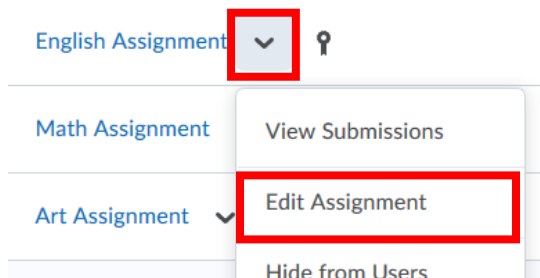 English Assignment
Math Assignment
View Submissions
Edit Assignment
Art Assignment
Hide from Users